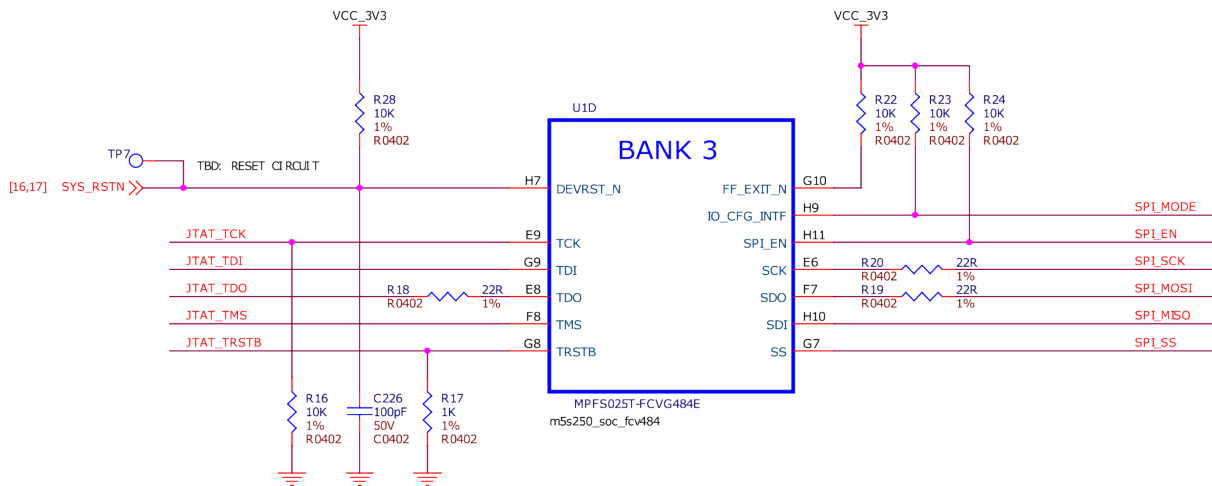 VCC_3V3
VCC_3V3
R28
10K
1%
R0402
U1D
R22
10K
1%
R0402
R23
10K
1%
R0402
R24
10K
1%
R0402
BANK 3
TP7
TBD: RESET CIRCUIT
[16,17] SYS_RSTN
H7
DEVRST_N
FF_EXIT_N
G10
IO_CFG_INTF
H9
SPI_MODE
JTAT_TCK
E9
TCK
SPI_EN
H11
SPI_EN
JTAT_TDI
G9
TDI
SCK
E6
R20
R0402
22R
1%
SPI_SCK
JTAT_TDO
R18
R0402
22R
1%
E8
TDO
SDO
F7
R19
R0402
22R
1%
SPI_MOSI
JTAT_TMS
F8
TMS
SDI
H10
SPI_MISO
JTAT_TRSTB
G8
TRSTB
SS
G7
SPI_SS
R16
10K
1%
R0402
C226
100pF
50V
C0402
R17
1K
1%
R0402
MPFS025T-FCVG484E
m5s250_soc_fcv484